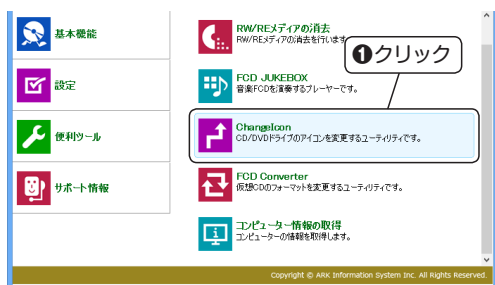 基本機能
設定
便利ツール
サポート情報
RW/REメディアの消去
RW/REメディアの消去を行います
❶クリック
FCD JUKEBOX
音楽FCDを演奏するプレーヤーです。
ChangeIcon
CD/DVDドライブのアイコンを変更するユーティリティです。
FCD Converter
仮想CDのフォーマットを変更するユーティリティです。
コンピューター情報の取得
コンピューターの情報を取得します。
Copyright © ARK Information System Inc. All Rights Reserved.